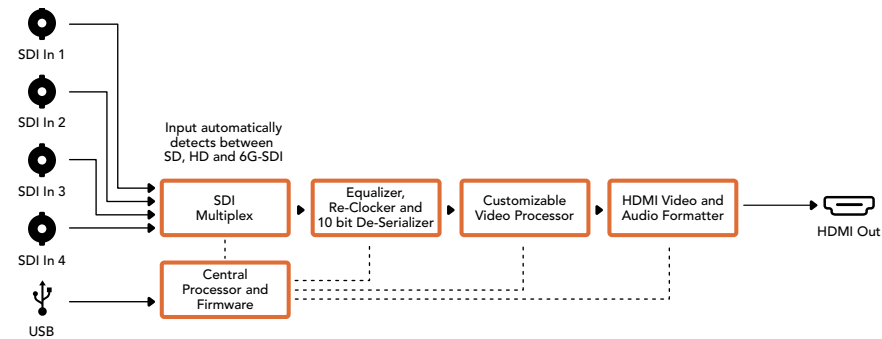 SDI In 1
SDI In 2
SDI In 3
SDI In 4
USB
Input automatically
detects between
SD, HD and 6G-SDI
SDI
Multiplex
Equalizer,
Re-Clocker and
10 bit De-Serializer
Customizable
Video Processor
HDMI Video and
Audio Formatter
HDMI Out
Central
Processor and
Firmware